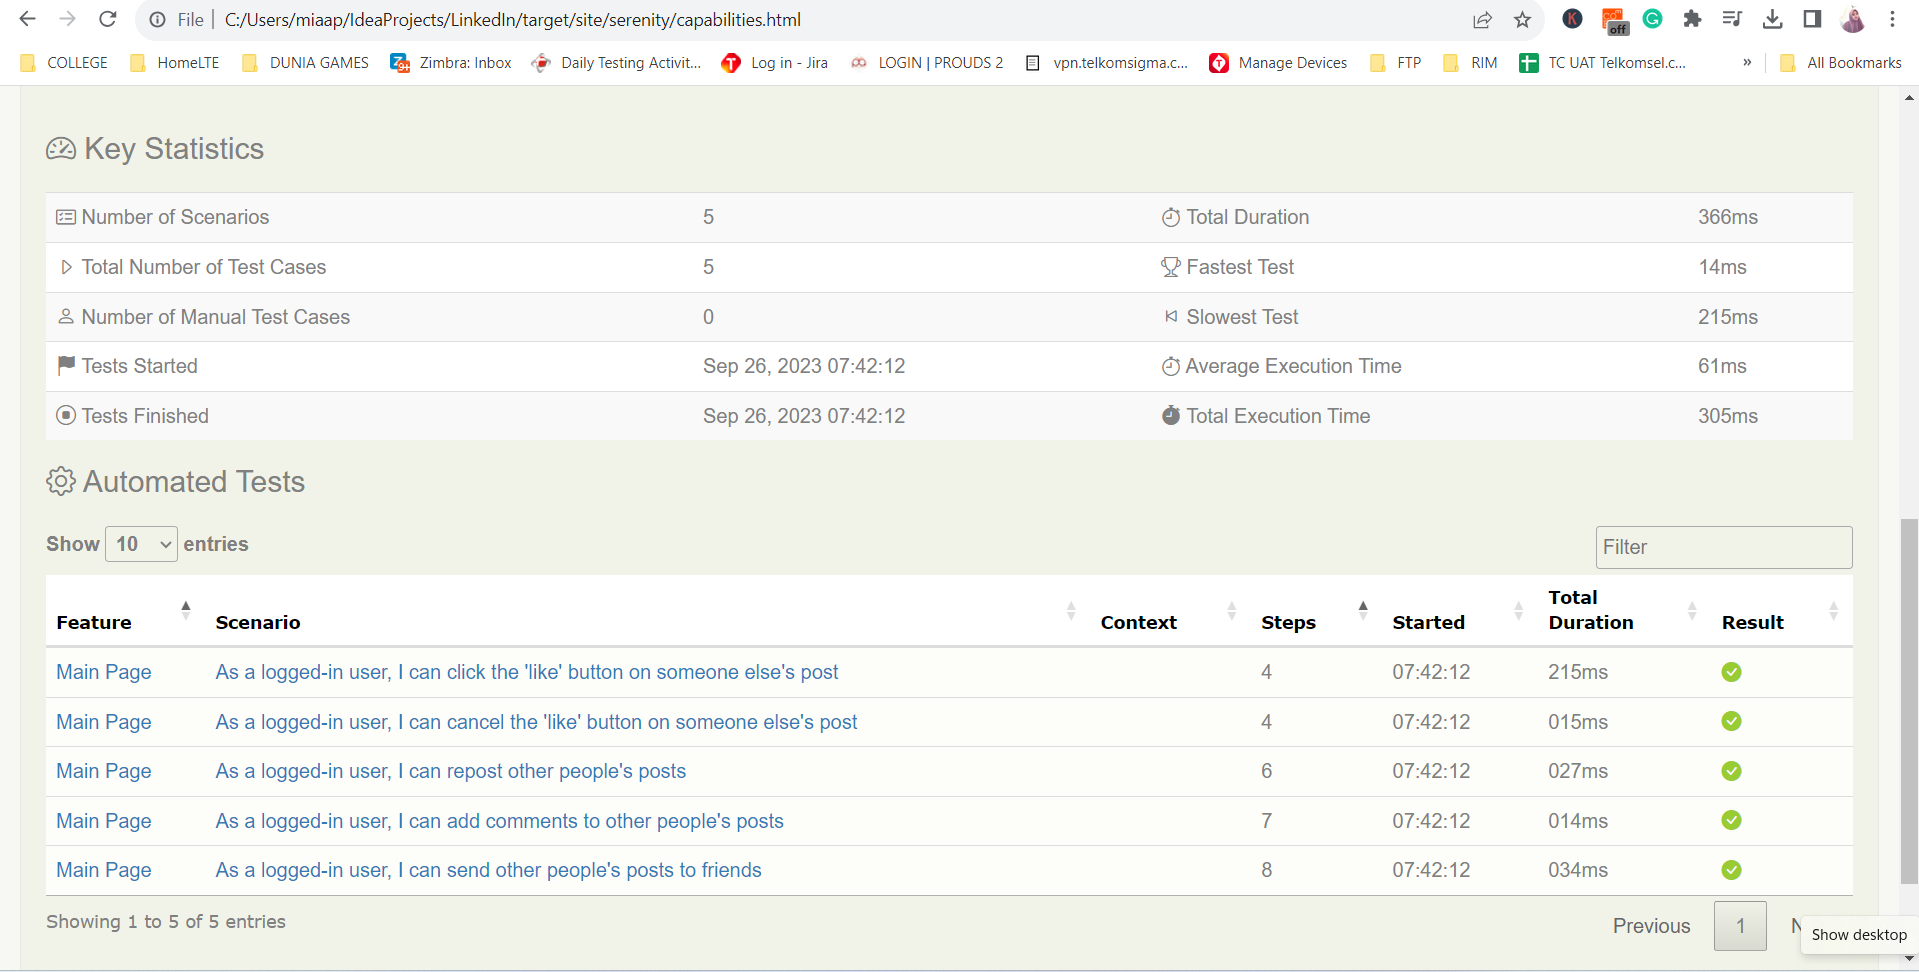 File C:/Users/miaap/IdeaProjects/LinkedIn/target/site/serenity/capabilities.html
off
COLLEGE HomeLTE DUNIA GAMES Zimbra: Inbox Daily Testing Activit... Log in - Jira LOGIN | PROUDS 2 vpn.telkomsigma.c... Manage Devices FTP RIM TC UAT Telkomsel.c... » All Bookmarks
Key Statistics
Number of Scenarios 5 Total Duration 366ms
Total Number of Test Cases 5 Fastest Test 14ms
Number of Manual Test Cases 0 Slowest Test 215ms
Tests Started Sep 26, 2023 07:42:12 Average Execution Time 61ms
Tests Finished Sep 26, 2023 07:42:12 Total Execution Time 305ms
Automated Tests
Show 10 entries Filter
Feature Scenario Context Steps Started Total Duration Result
Main Page As a logged-in user, I can click the 'like' button on someone else's post 4 07:42:12 215ms
Main Page As a logged-in user, I can cancel the 'like' button on someone else's post 4 07:42:12 015ms
Main Page As a logged-in user, I can repost other people's posts 6 07:42:12 027ms
Main Page As a logged-in user, I can add comments to other people's posts 7 07:42:12 014ms
Main Page As a logged-in user, I can send other people's posts to friends 8 07:42:12 034ms
Showing 1 to 5 of 5 entries
Previous 1
Show desktop